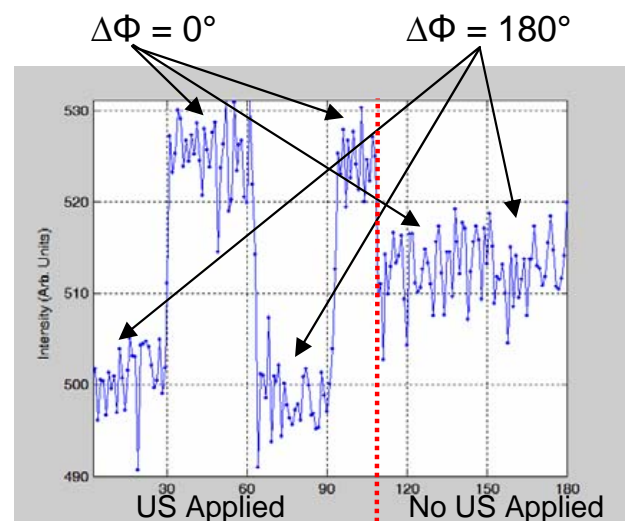 ΔΦ = 0° ΔΦ = 180°
530
520
510
500
490
Intensity (Arb. Units)
30 60 90 120 150 180
US Applied No US Applied